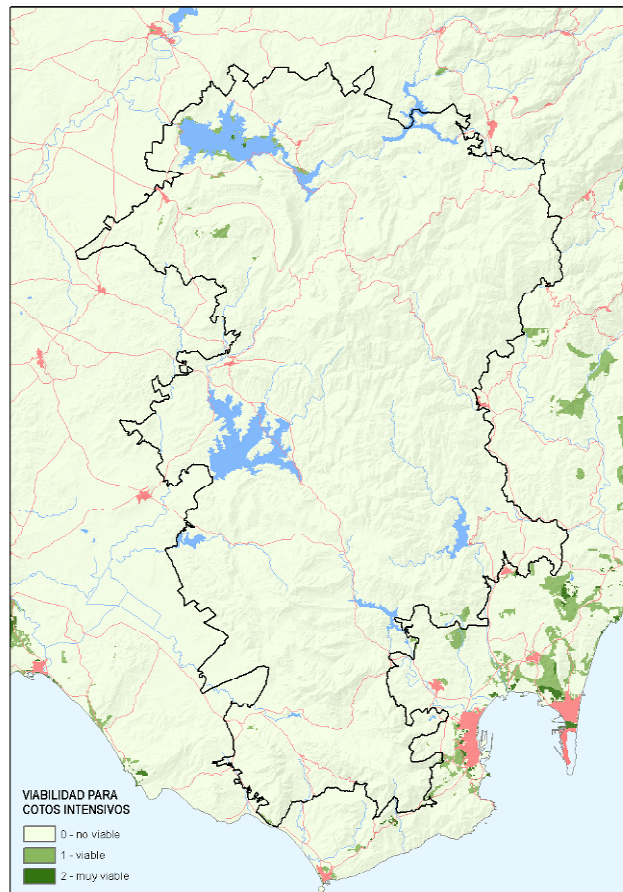 VIABILIDAD PARA
COTOS INTENSIVOS
0 - no viable
1 - viable
2 - muy viable